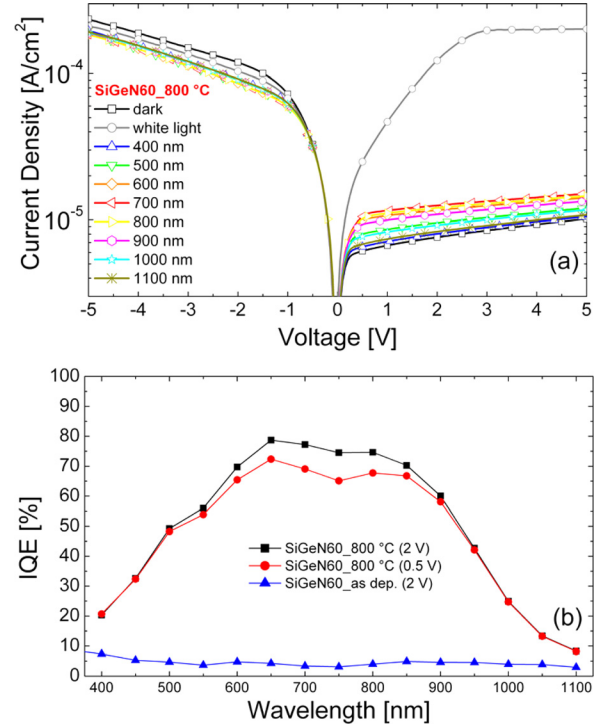 Current Density [A/cm²]
10⁻⁴
10⁻⁵
SiGeN60_800 °C
dark
white light
400 nm
500 nm
600 nm
700 nm
800 nm
900 nm
1000 nm
1100 nm
(a)
-5 -4 -3 -2 -1 0 1 2 3 4 5
Voltage [V]
100
90
80
70
60
50
40
30
20
10
0
IQE [%]
SiGeN60_800 °C (2 V)
SiGeN60_800 °C (0.5 V)
SiGeN60_as dep. (2 V)
(b)
400 500 600 700 800 900 1000 1100
Wavelength [nm]